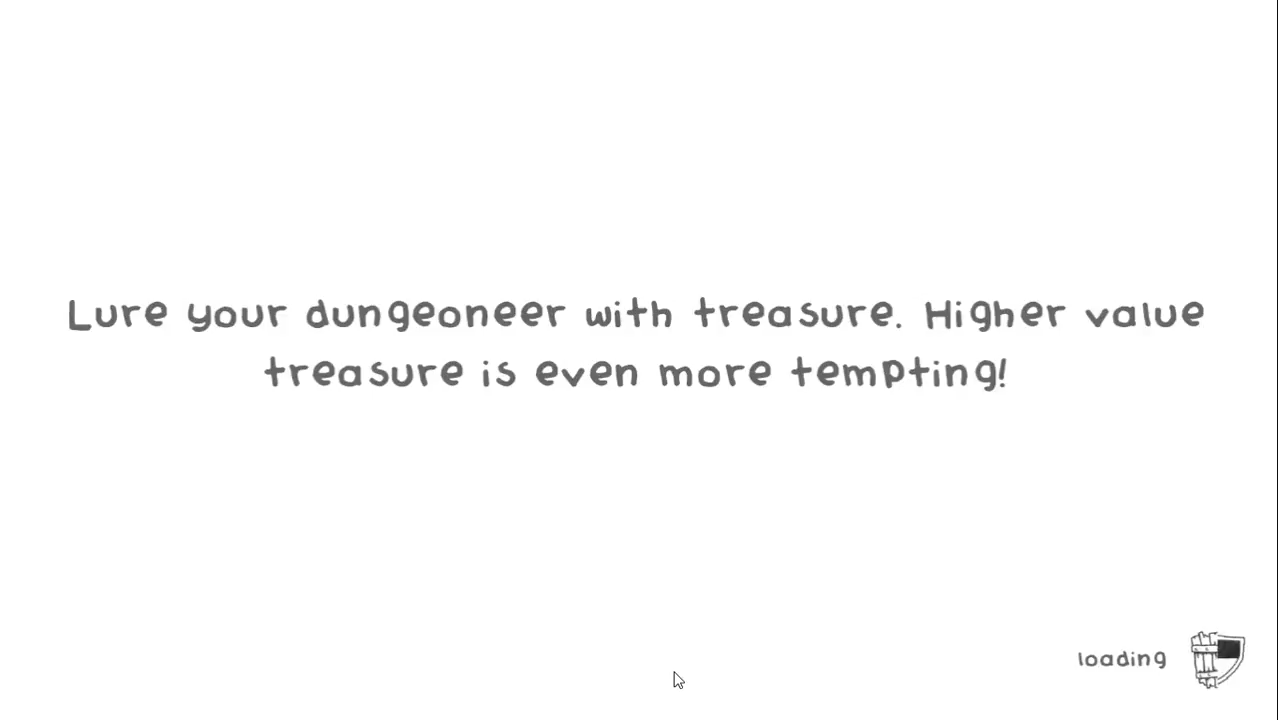 Lure your dungeoneer with treasure. Higher value
treasure is even more tempting!
loading